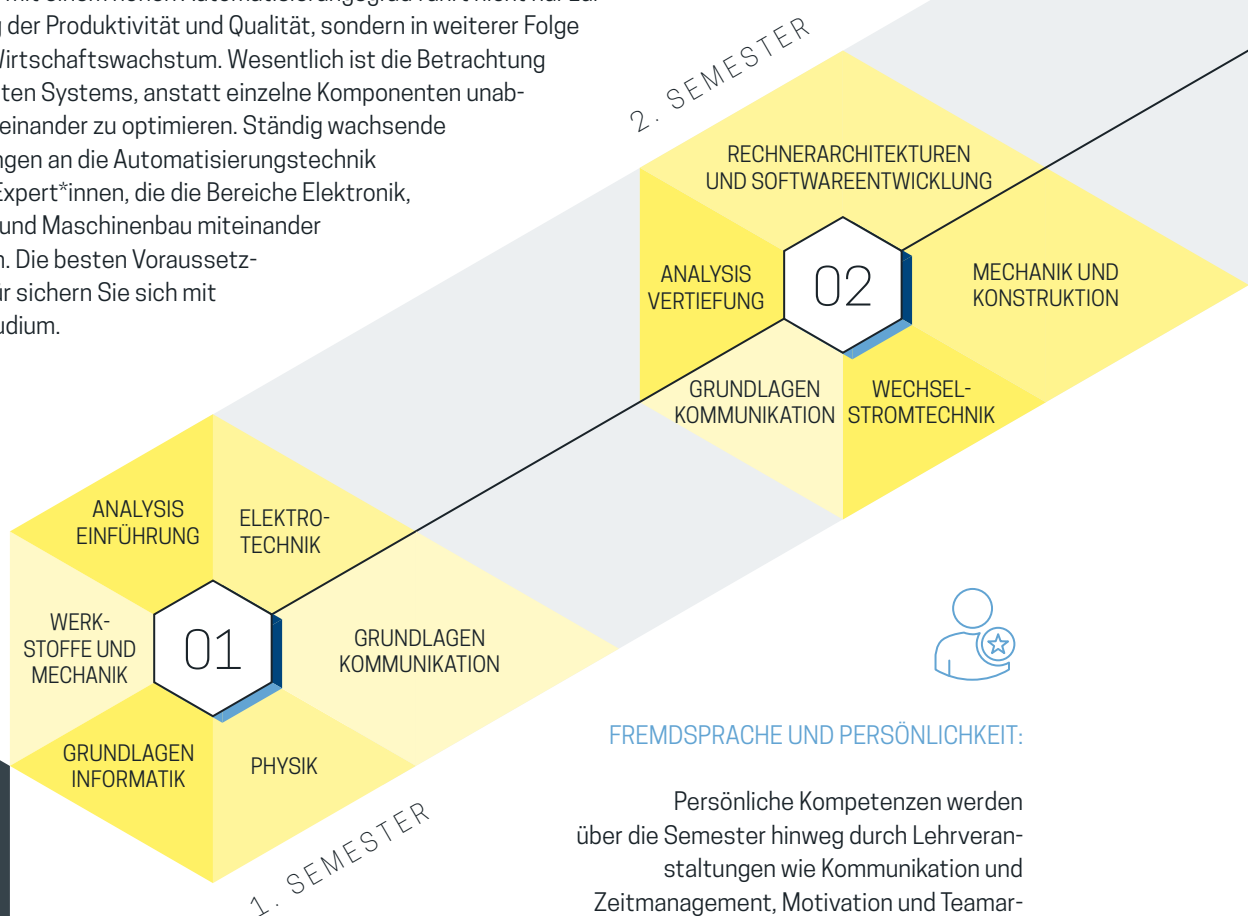 g der Produktivität und Qualität, sondern in weiterer Folge
Wirtschaftswachstum. Wesentlich ist die Betrachtung
ten Systems, anstatt einzelne Komponenten unab-
einander zu optimieren. Ständig wachsende
ngen an die Automatisierungstechnik
Expert*innen, die die Bereiche Elektronik,
und Maschinenbau miteinander
n. Die besten Voraussetz-
ür sichern Sie sich mit
udium.
2. SEMESTER
RECHNERARCHITEKTUREN
UND SOFTWAREENTWICKLUNG
ANALYSIS
VERTIEFUNG
02
MECHANIK UND
KONSTRUKTION
GRUNDLAGEN
KOMMUNIKATION
WECHSEL-
STROMTECHNIK
ANALYSIS
EINFÜHRUNG
ELEKTRO-
TECHNIK
WERK-
STOFFE UND
MECHANIK
01
GRUNDLAGEN
KOMMUNIKATION
GRUNDLAGEN
INFORMATIK
PHYSIK
1. SEMESTER
FREMDSPRACHE UND PERSÖNLICHKEIT:
Persönliche Kompetenzen werden
über die Semester hinweg durch Lehrveran-
staltungen wie Kommunikation und
Zeitmanagement, Motivation und Teamar-